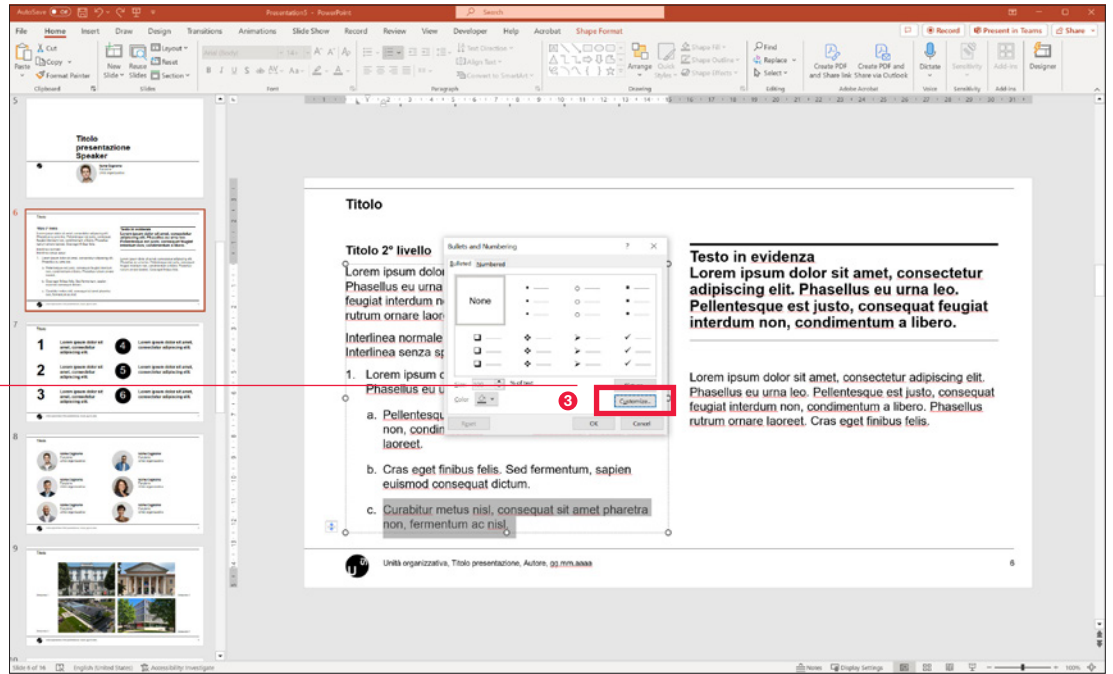 AutoSave
Presentation3 - PowerPoint
Search
File Home Insert Draw Design Transitions Animations Slide Show Record Review View Developer Help Acrobat Shape Format
Record Present in Teams Share
Cut
Copy
Format Painter
Paste
New Slide
Reuse Slides
Layout
Reset
Section
Text Direction
Align Text
Convert to SmartArt
Arrange
Quick Styles
Shape Fill
Shape Outline
Shape Effects
Find
Replace
Select
Create PDF and Share link
Create PDF and Share via Outlook
Dictate
Sensitivity
Add-ins
Designer
Clipboard Slides Font Paragraph Drawing Editing Adobe Acrobat Voice Sensitivity Add-ins
5
Titolo
presentazione
Speaker
6
7
1
2
3
4
5
6
8
9
Titolo
Titolo 2° livello
Lorem ipsum dolor
Phasellus eu urna
feugiat interdum n
rutrum ornare laor
Interlinea normale
Interlinea senza sp
1. Lorem ipsum c
Phasellus eu u
a. Pellentesqu
non, condin
laoreet.
b. Cras eget finibus felis. Sed fermentum, sapien
euismod consequat dictum.
c. Curabitur metus nisl, consequat sit amet pharetra
non, fermentum ac nisl.
Bullets and Numbering
? ×
Bulleted Numbered
None
% of text
Color
3
Customize...
Reset
OK
Cancel
Testo in evidenza
Lorem ipsum dolor sit amet, consectetur
adipiscing elit. Phasellus eu urna leo.
Pellentesque est justo, consequat feugiat
interdum non, condimentum a libero.
Lorem ipsum dolor sit amet, consectetur adipiscing elit.
Phasellus eu urna leo. Pellentesque est justo, consequat
feugiat interdum non, condimentum a libero. Phasellus
rutrum ornare laoreet. Cras eget finibus felis.
Unità organizzativa, Titolo presentazione, Autore, gg.mm.aaaa
6
Slide 6 of 16
English (United States)
Accessibility: Investigate
Notes
Display Settings
100%